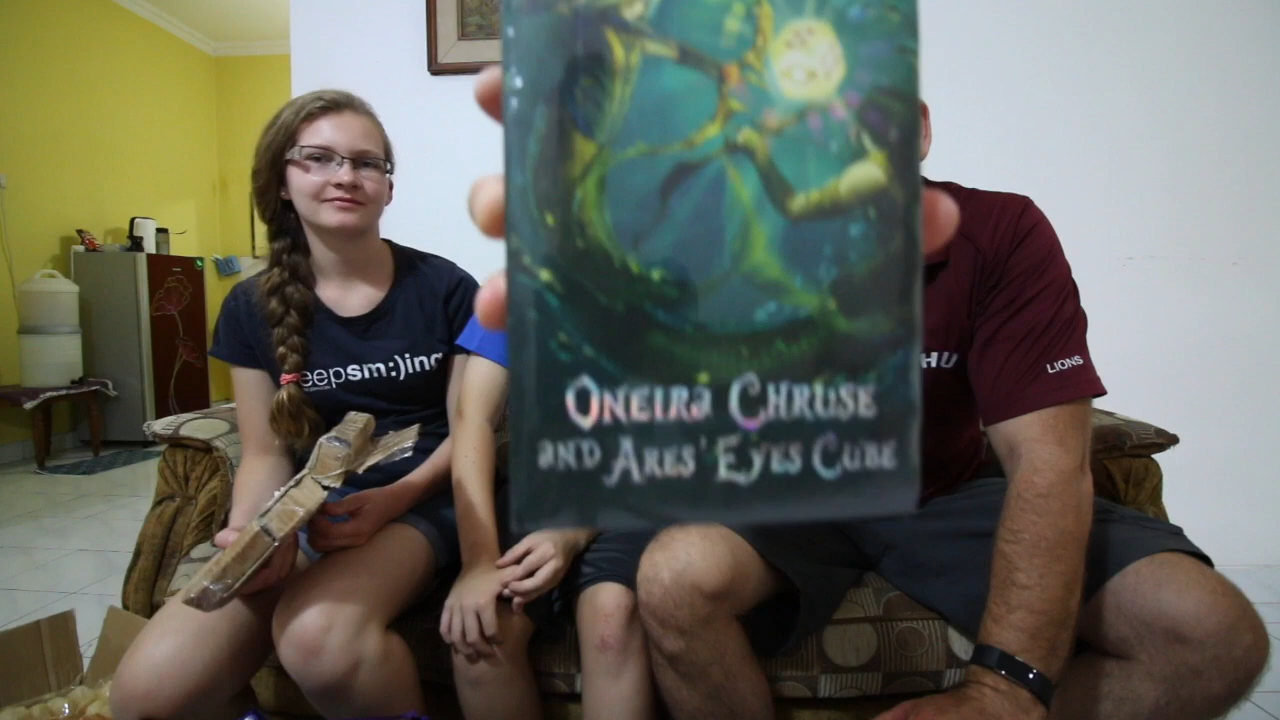 eepsm:)ing
HU
LIONS
ONEIRA CHRUSE
AND ARES' EYES CUBE